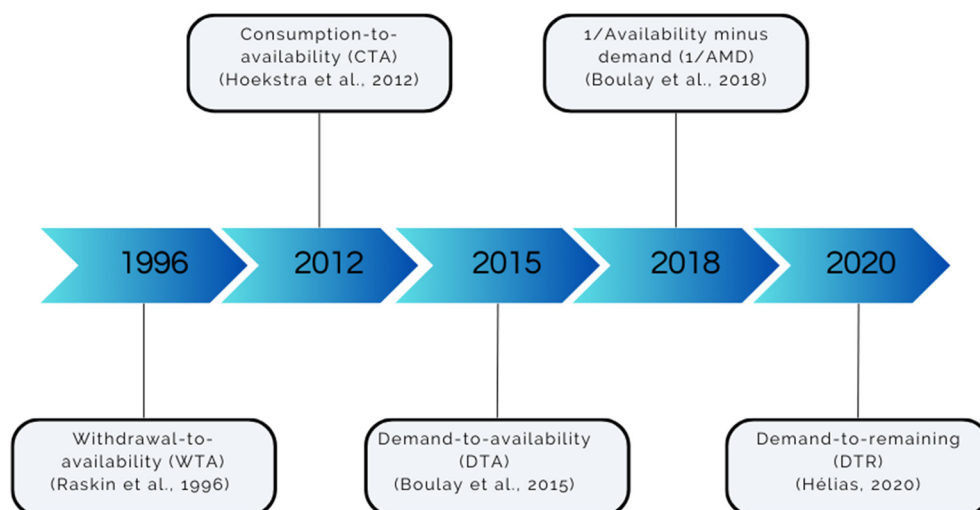 Consumption-to-
availability (CTA)
(Hoekstra et al., 2012)
1/Availability minus
demand (1/AMD)
(Boulay et al., 2018)
1996
2012
2015
2018
2020
Withdrawal-to-
availability (WTA)
(Raskin et al., 1996)
Demand-to-availability
(DTA)
(Boulay et al., 2015)
Demand-to-remaining
(DTR)
(Hélias, 2020)